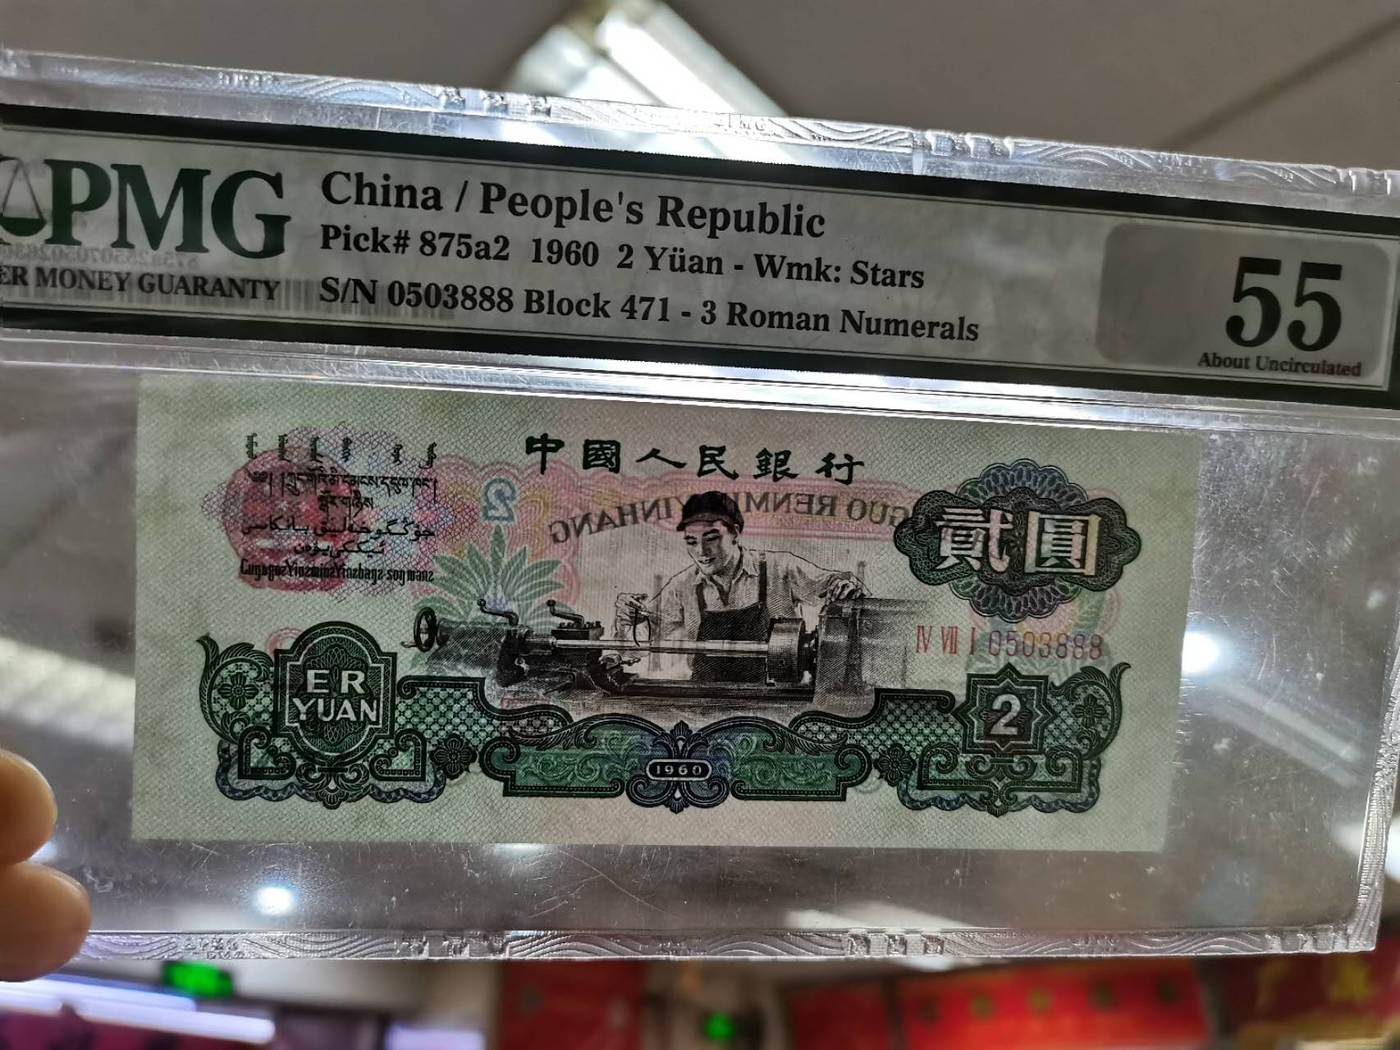 PMG
ER MONEY GUARANTY
China / People's Republic
Pick# 875a2 1960 2 Yüan - Wmk: Stars
S/N 0503888 Block 471 - 3 Roman Numerals
55
About Uncirculated
中國人民銀行
GUO RENMIN YINHANG
2
貳圓
IV VII I 0503888
ER
YUAN
2
1960